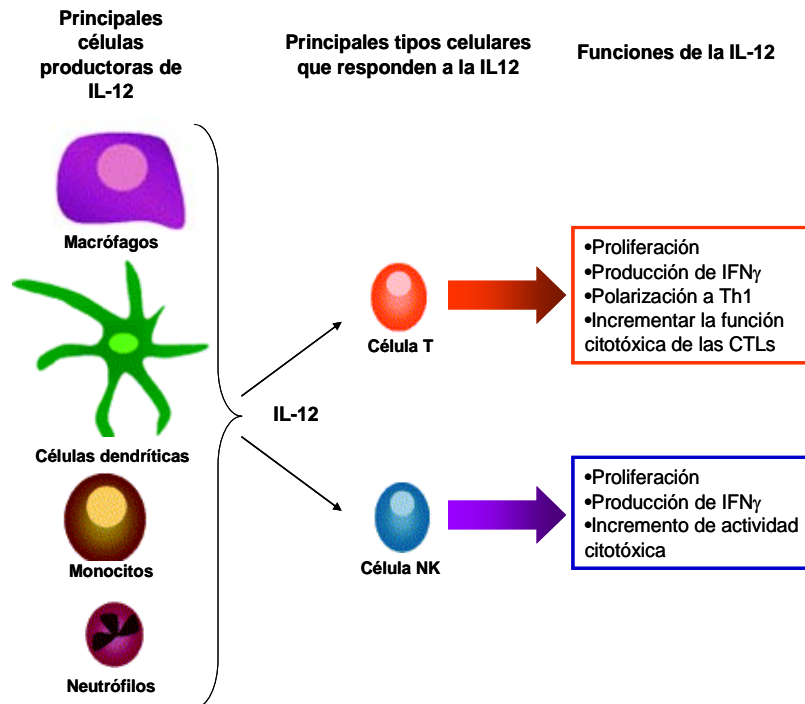 Principales
células
productoras de
IL-12
Principales tipos celulares
que responden a la IL12
Funciones de la IL-12
Macrófagos
Células dendríticas
Monocitos
Neutrófilos
IL-12
Célula T
Célula NK
•Proliferación
•Producción de IFNγ
•Polarización a Th1
•Incrementar la función
citotóxica de las CTLs
•Proliferación
•Producción de IFNγ
•Incremento de actividad
citotóxica